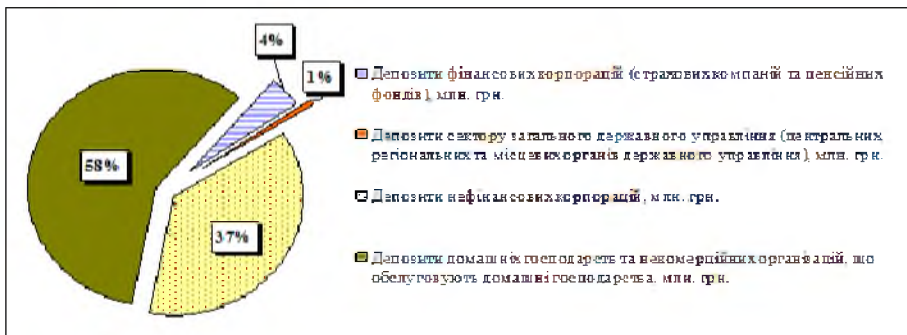 4%
1%
58%
37%
Депозити фінансових корпорацій (страхових компаній та пенсійних
фондів), млн. грн.
Депозити сектору загального державного управління (центральних
регіональних та місцевих органів державного управління), млн. грн.
Депозити нефінансових корпорацій, млн. грн.
Депозити домашніх господарств та некомерційних організацій, що
обслуговують домашні господарства, млн. грн.